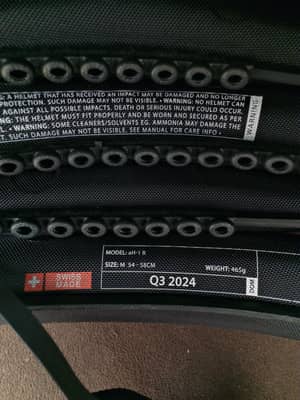 G: A HELMET THAT HAS RECEIVED AN IMPACT MAY BE DAMAGED AND NO LONGER
PROTECTION. SUCH DAMAGE MAY NOT BE VISIBLE. • WARNING: NO HELMET CAN
AGAINST ALL POSSIBLE IMPACTS. DEATH OR SERIOUS INJURY COULD OCCUR.
NG: THE HELMET MUST FIT PROPERLY AND BE WORN AND SECURED AS PER
• WARNING: SOME CLEANERS/SOLVENTS EG. AMMONIA MAY DAMAGE THE
SUCH DAMAGE MAY NOT BE VISIBLE. SEE MANUAL FOR CARE INFO •
WARNING:
MODEL: aH-1 R
SIZE: M 54 - 58CM
WEIGHT: 465g
SWISS
MADE
Q3 2024
DOM